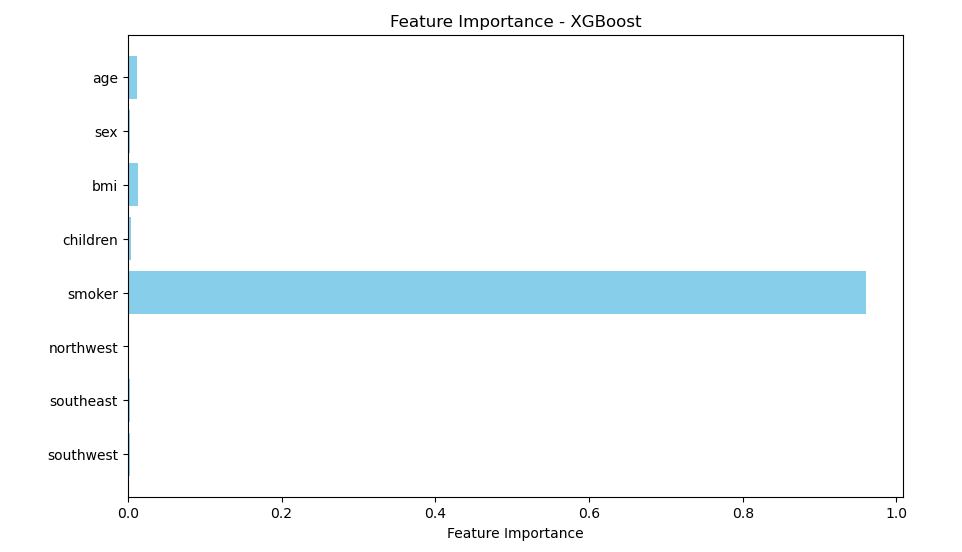 Feature Importance - XGBoost
age
sex
bmi
children
smoker
northwest
southeast
southwest
0.0 0.2 0.4 0.6 0.8 1.0
Feature Importance